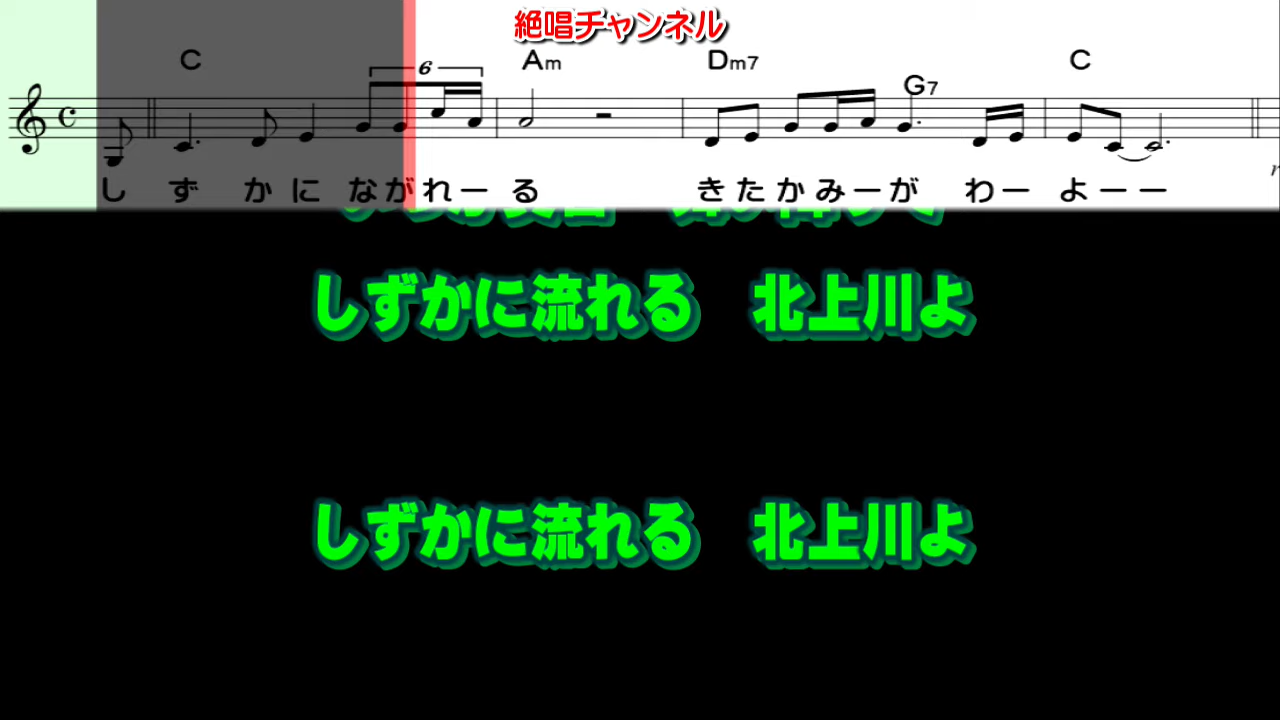 絶唱チャンネル
C Am Dm7 G7 C
6
し ず か に な が れ ー る き た か み ー が わ ー よ ー ー
しずかに流れる 北上川よ
しずかに流れる 北上川よ